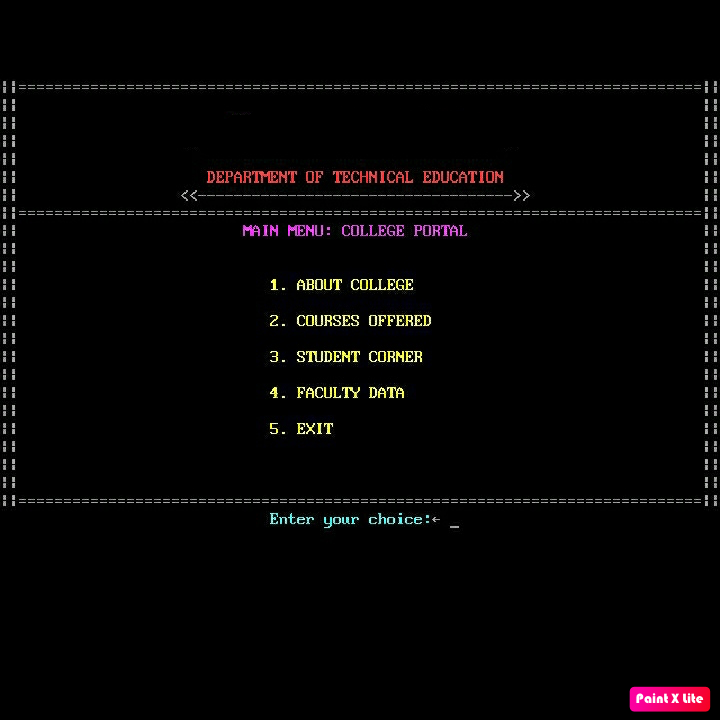 DEPARTMENT OF TECHNICAL EDUCATION
<<----------------------------------->>
MAIN MENU: COLLEGE PORTAL
1. ABOUT COLLEGE
2. COURSES OFFERED
3. STUDENT CORNER
4. FACULTY DATA
5. EXIT
Enter your choice:← _
Paint X Lite